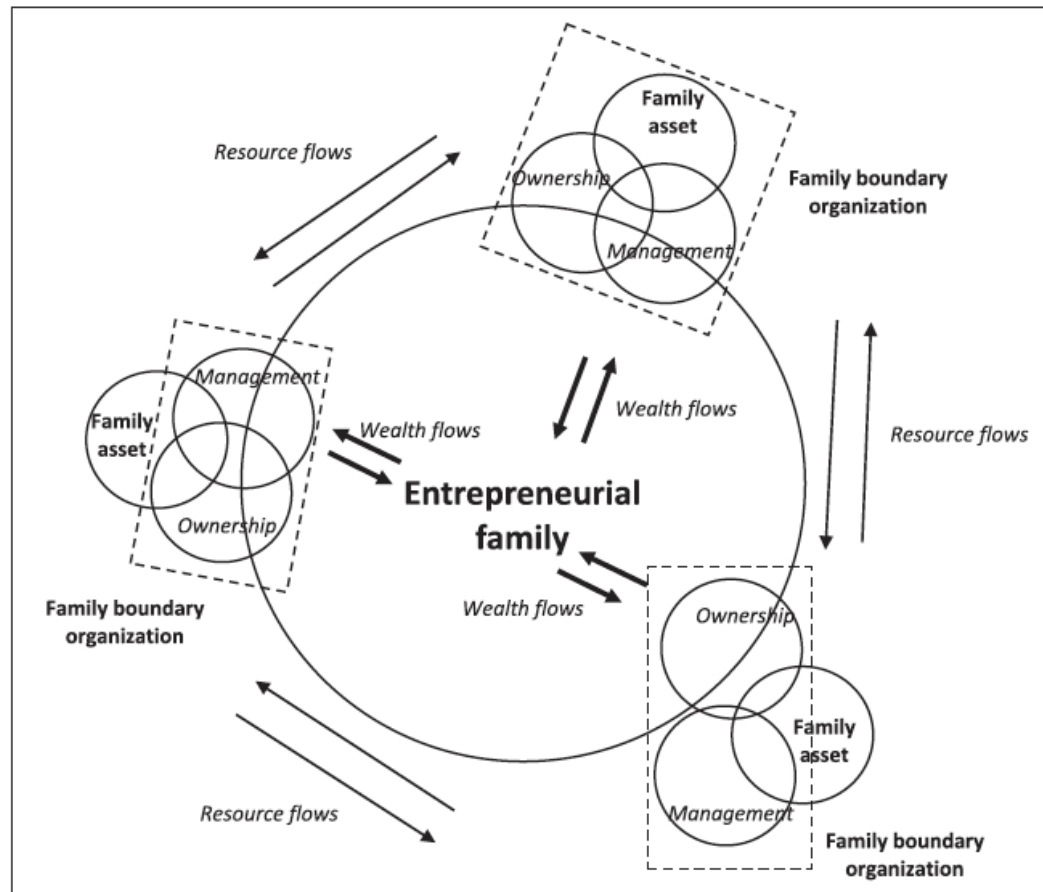 Family
asset
Resource flows
Ownership
Family boundary
organization
Management
Management
Wealth flows
Family
asset
Wealth flows
Resource flows
Entrepreneurial
family
Ownership
Wealth flows
Ownership
Family boundary
organization
Family
asset
Resource flows
Management
Family boundary
organization